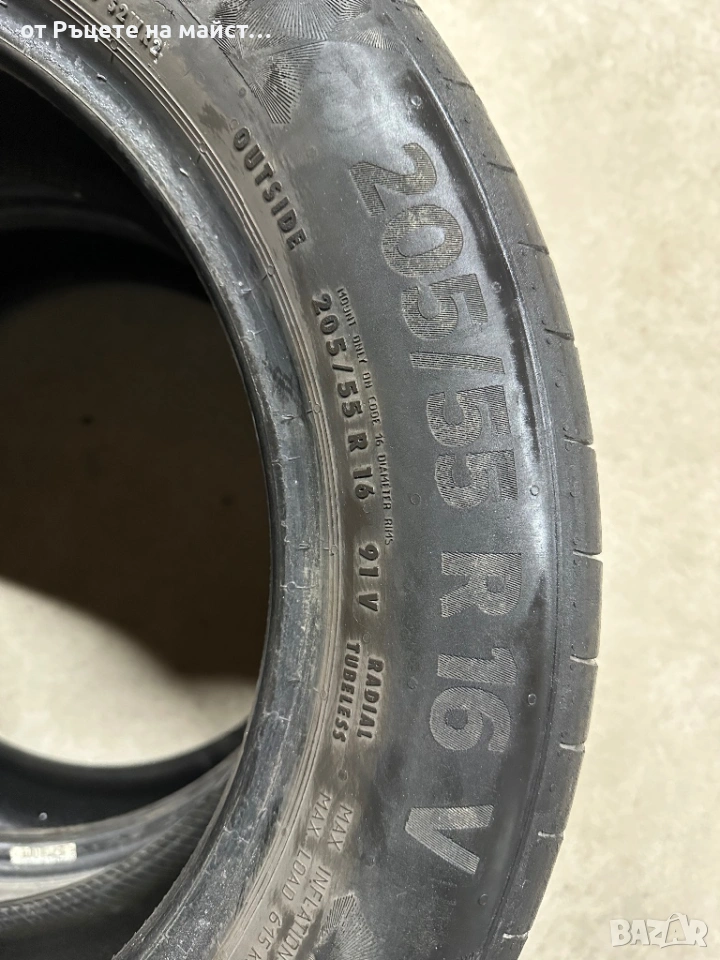 от Ръцете на майст...
OUTSIDE
205/55 R 16 V
MOUNT ONLY ON CODE 16 DIAMETER RIMS
205/55 R 16 91 V
RADIAL
TUBELESS
MAX INFLATION
MAX LOAD 615 K
BAZAR